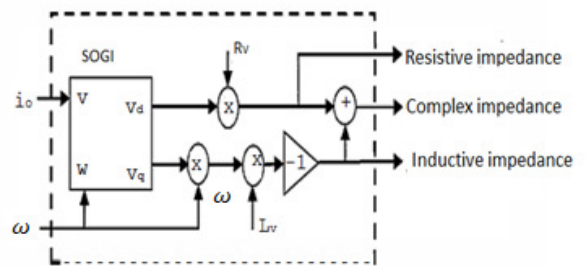 SOGI
Rv
Resistive impedance
io
V
Vd
x
+
Complex impedance
W
Vq
x
x
-1
Inductive impedance
ω
ω
Lv